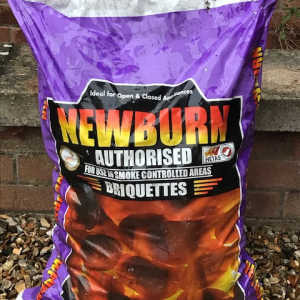 Ideal for Open & Closed Appliances
NEWBURN
AUTHORISED
HETAS
FOR USE IN SMOKE CONTROLLED AREAS
BRIQUETTES